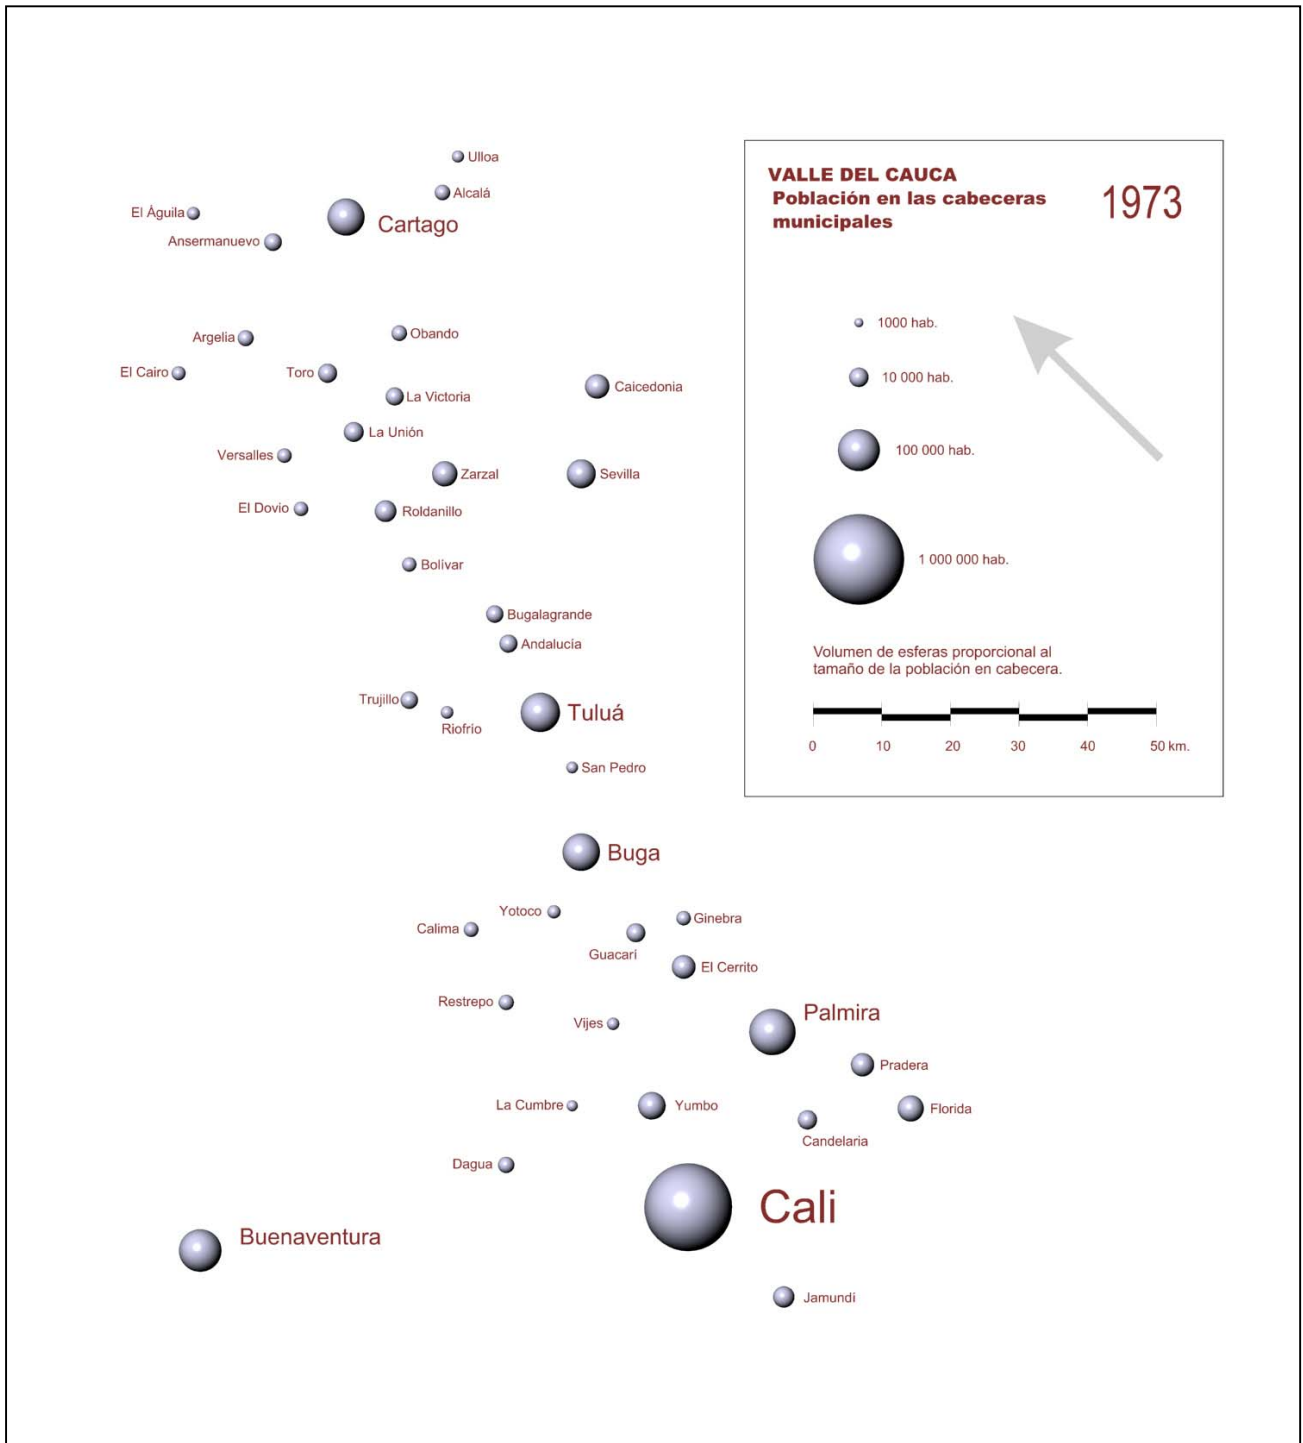 Ulloa
Alcalá
El Águila
Cartago
Ansermanuevo
Argelia
Obando
El Cairo
Toro
Caicedonia
La Victoria
La Unión
Versalles
Zarzal
Sevilla
El Dovio
Roldanillo
Bolívar
Bugalagrande
Andalucía
Trujillo
Riofrío
Tuluá
San Pedro
Buga
Yotoco
Calima
Ginebra
Guacarí
El Cerrito
Restrepo
Vijes
Palmira
Pradera
La Cumbre
Yumbo
Florida
Candelaria
Dagua
Cali
Buenaventura
Jamundí
VALLE DEL CAUCA
Población en las cabeceras
municipales
1973
1000 hab.
10 000 hab.
100 000 hab.
1 000 000 hab.
Volumen de esferas proporcional al
tamaño de la población en cabecera.
0 10 20 30 40 50 km.